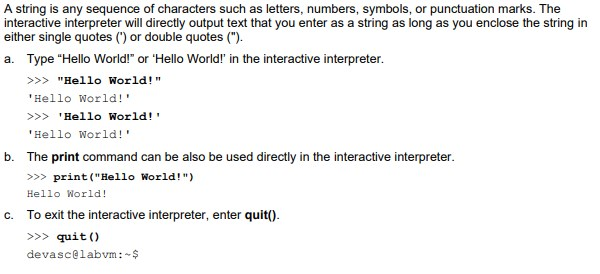 A string is any sequence of characters such as letters, numbers, symbols, or punctuation marks. The
interactive interpreter will directly output text that you enter as a string as long as you enclose the string in
either single quotes (') or double quotes (").
a. Type “Hello World!” or ‘Hello World!’ in the interactive interpreter.
>>> "Hello World!"
'Hello World!'
>>> 'Hello World!'
'Hello World!'
b. The print command can be also be used directly in the interactive interpreter.
>>> print("Hello World!")
Hello World!
c. To exit the interactive interpreter, enter quit().
>>> quit()
devasc@labvm:~$